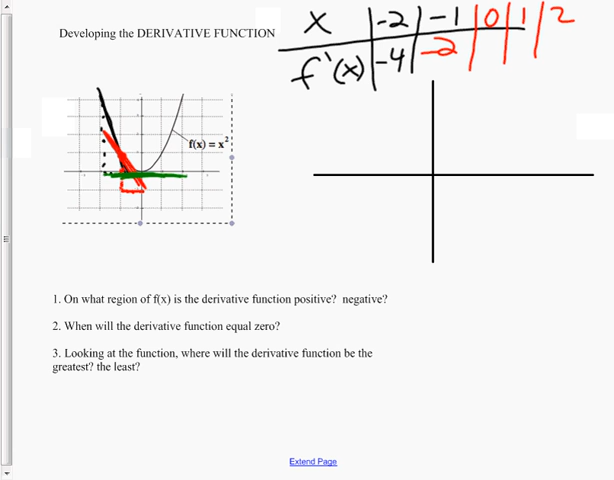 Developing the DERIVATIVE FUNCTION
x -2 -1 0 1 2
f'(x) -4 -2
f(x) = x²
1. On what region of f(x) is the derivative function positive? negative?
2. When will the derivative function equal zero?
3. Looking at the function, where will the derivative function be the
greatest? the least?
Extend Page